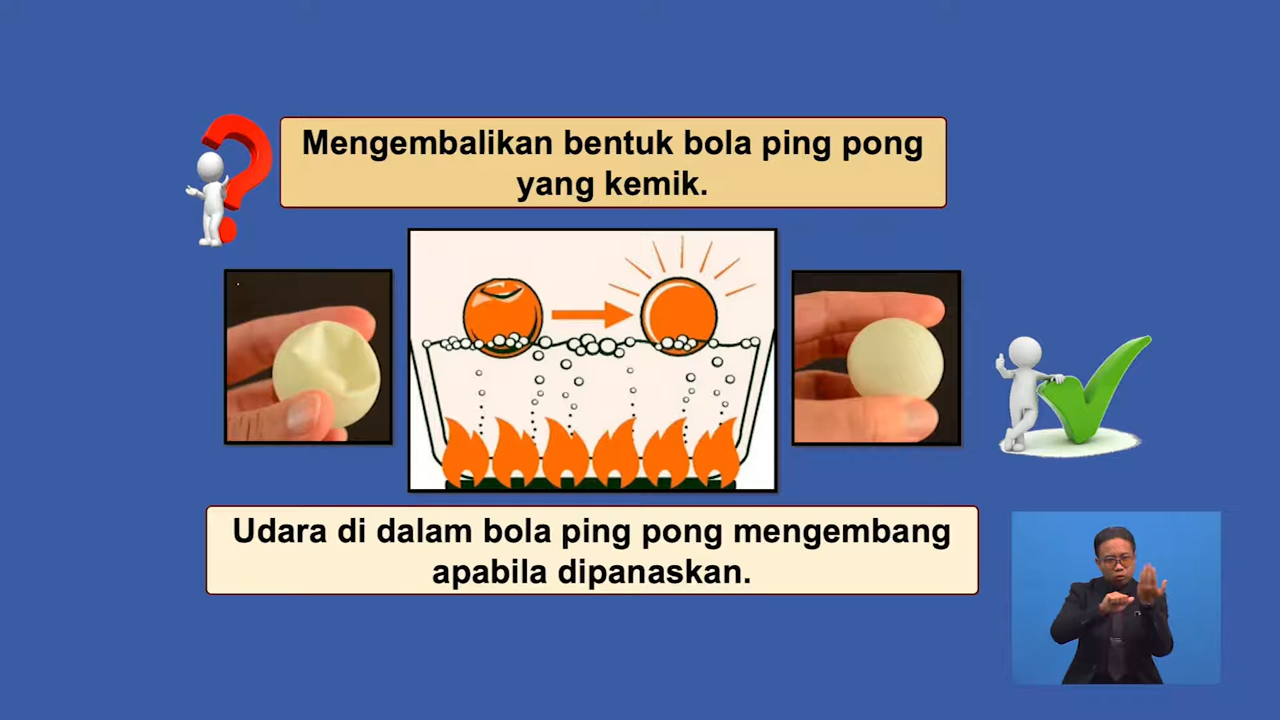 Mengembalikan bentuk bola ping pong
yang kemik.
Udara di dalam bola ping pong mengembang
apabila dipanaskan.